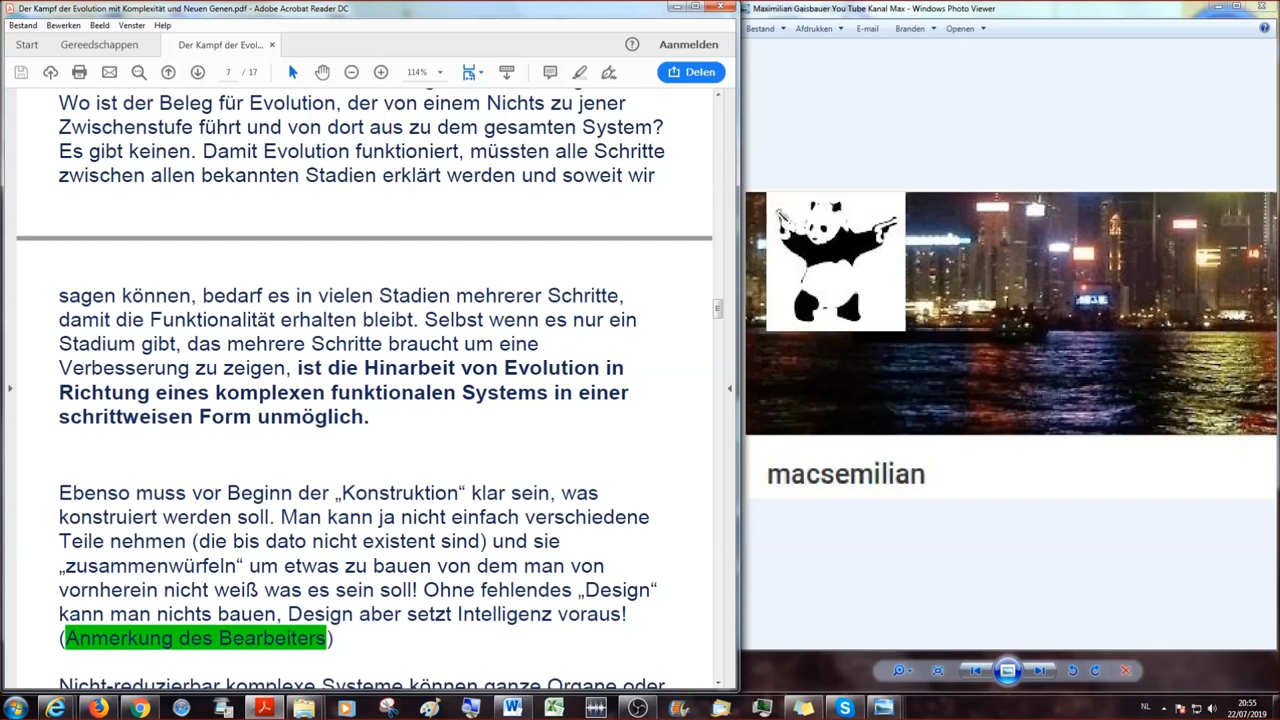 Der Kampf der Evolution mit Komplexität und Neuen Genen.pdf - Adobe Acrobat Reader DC
Bestand Bewerken Beeld Venster Help
Start Gereedschappen Der Kampf der Evol... × Aanmelden
7 / 17 114% Delen
Wo ist der Beleg für Evolution, der von einem Nichts zu jener
Zwischenstufe führt und von dort aus zu dem gesamten System?
Es gibt keinen. Damit Evolution funktioniert, müssten alle Schritte
zwischen allen bekannten Stadien erklärt werden und soweit wir
sagen können, bedarf es in vielen Stadien mehrerer Schritte,
damit die Funktionalität erhalten bleibt. Selbst wenn es nur ein
Stadium gibt, das mehrere Schritte braucht um eine
Verbesserung zu zeigen, ist die Hinarbeit von Evolution in
Richtung eines komplexen funktionalen Systems in einer
schrittweisen Form unmöglich.
Ebenso muss vor Beginn der „Konstruktion“ klar sein, was
konstruiert werden soll. Man kann ja nicht einfach verschiedene
Teile nehmen (die bis dato nicht existent sind) und sie
„zusammenwürfeln“ um etwas zu bauen von dem man von
vornherein nicht weiß was es sein soll! Ohne fehlendes „Design“
kann man nichts bauen, Design aber setzt Intelligenz voraus!
(Anmerkung des Bearbeiters)
Nicht-reduzierbar komplexe Systeme können ganze Organe oder
Maximilian Gaisbauer You Tube Kanal Max - Windows Photo Viewer
Bestand Afdrukken E-mail Branden Openen
macsemilian
NL 20:55
22/07/2019